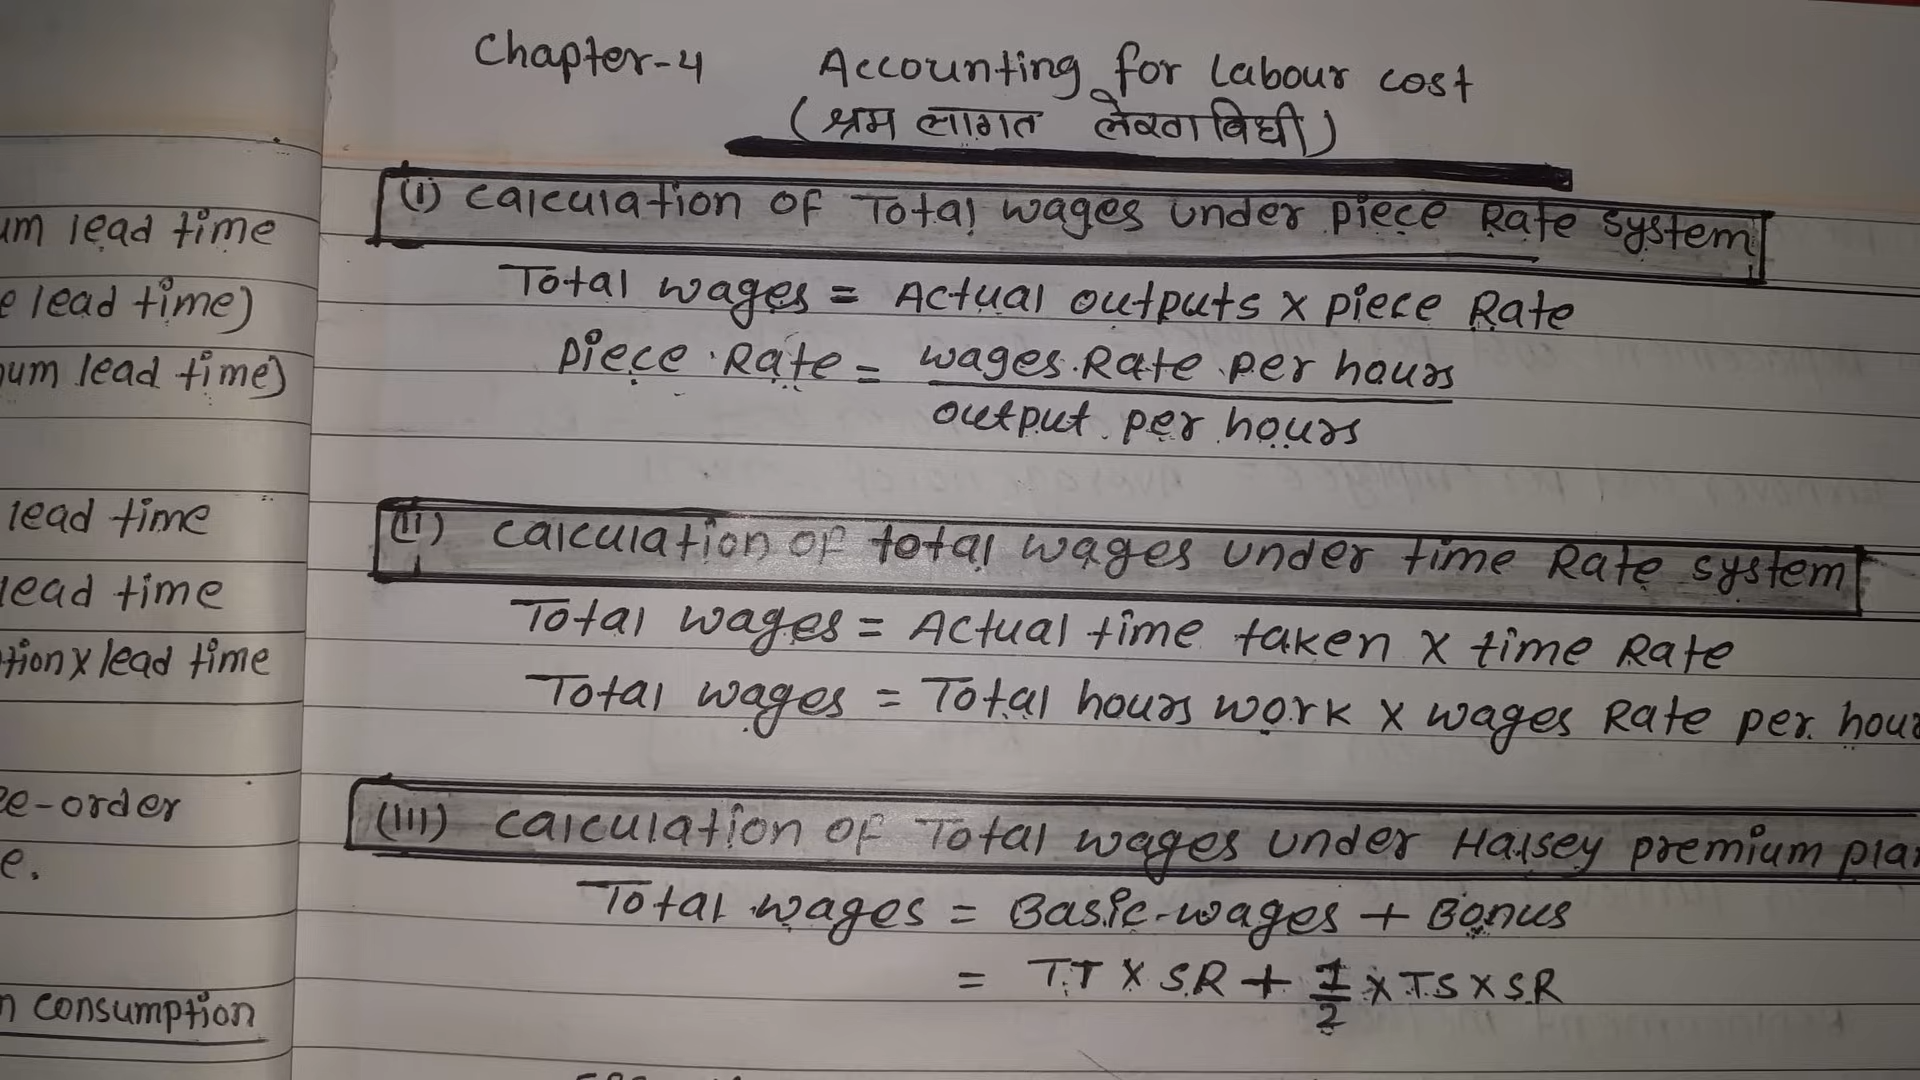 um lead time
e lead time)
num lead time)
lead time
lead time
tion x lead time
Re-order
e.
n consumption
Chapter-4 Accounting for Labour cost
(श्रम लागत लेखाविधी)
(I) Calculation of Total wages under piece Rate system
Total wages = Actual outputs x piece Rate
Piece Rate = wages Rate per hours
output per hours
(II) Calculation of total wages under time Rate system
Total wages = Actual time taken x time Rate
Total wages = Total hours work x wages Rate per hour
(III) Calculation of Total wages under Halsey premium plan
Total wages = Basic wages + Bonus
= T.T x S.R + 1/2 x T.S x S.R